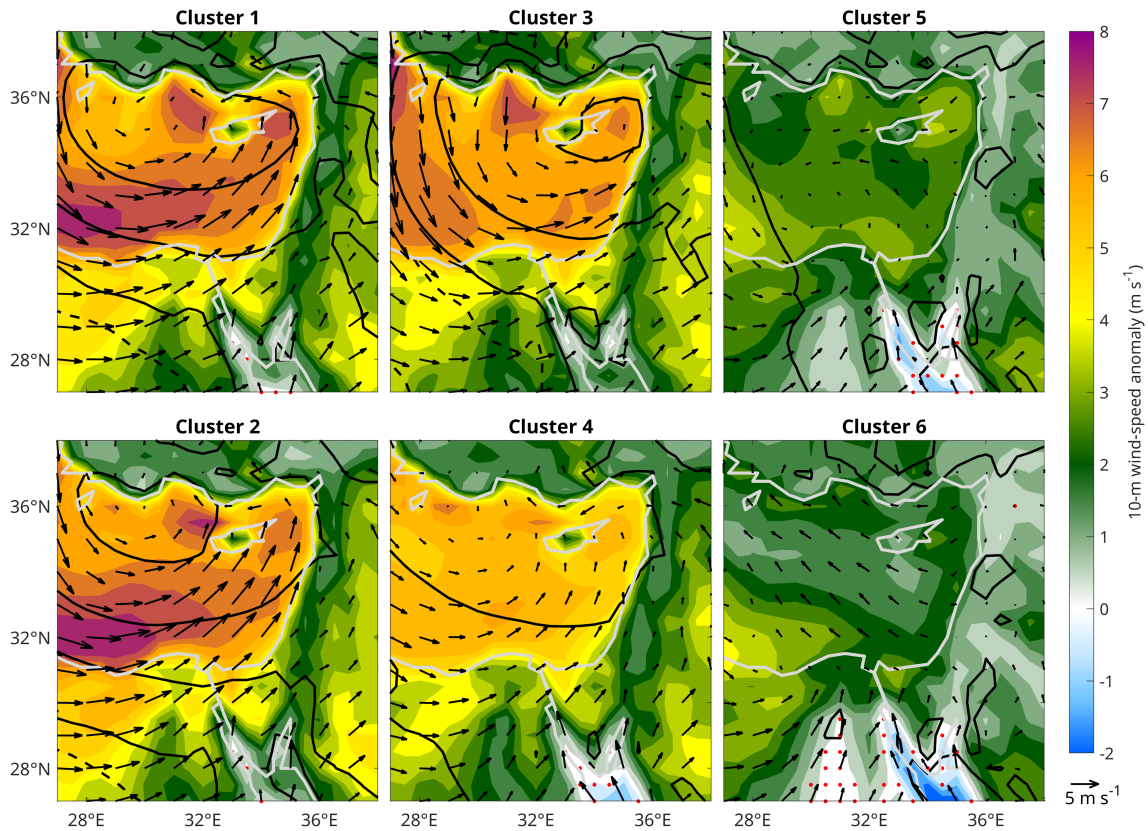 Cluster 1
Cluster 3
Cluster 5
36°N
32°N
28°N
Cluster 2
Cluster 4
Cluster 6
36°N
32°N
28°N
28°E 32°E 36°E
28°E 32°E 36°E
28°E 32°E 36°E
8
7
6
5
4
3
2
1
0
-1
-2
10-m wind-speed anomaly (m s⁻¹)
5 m s⁻¹